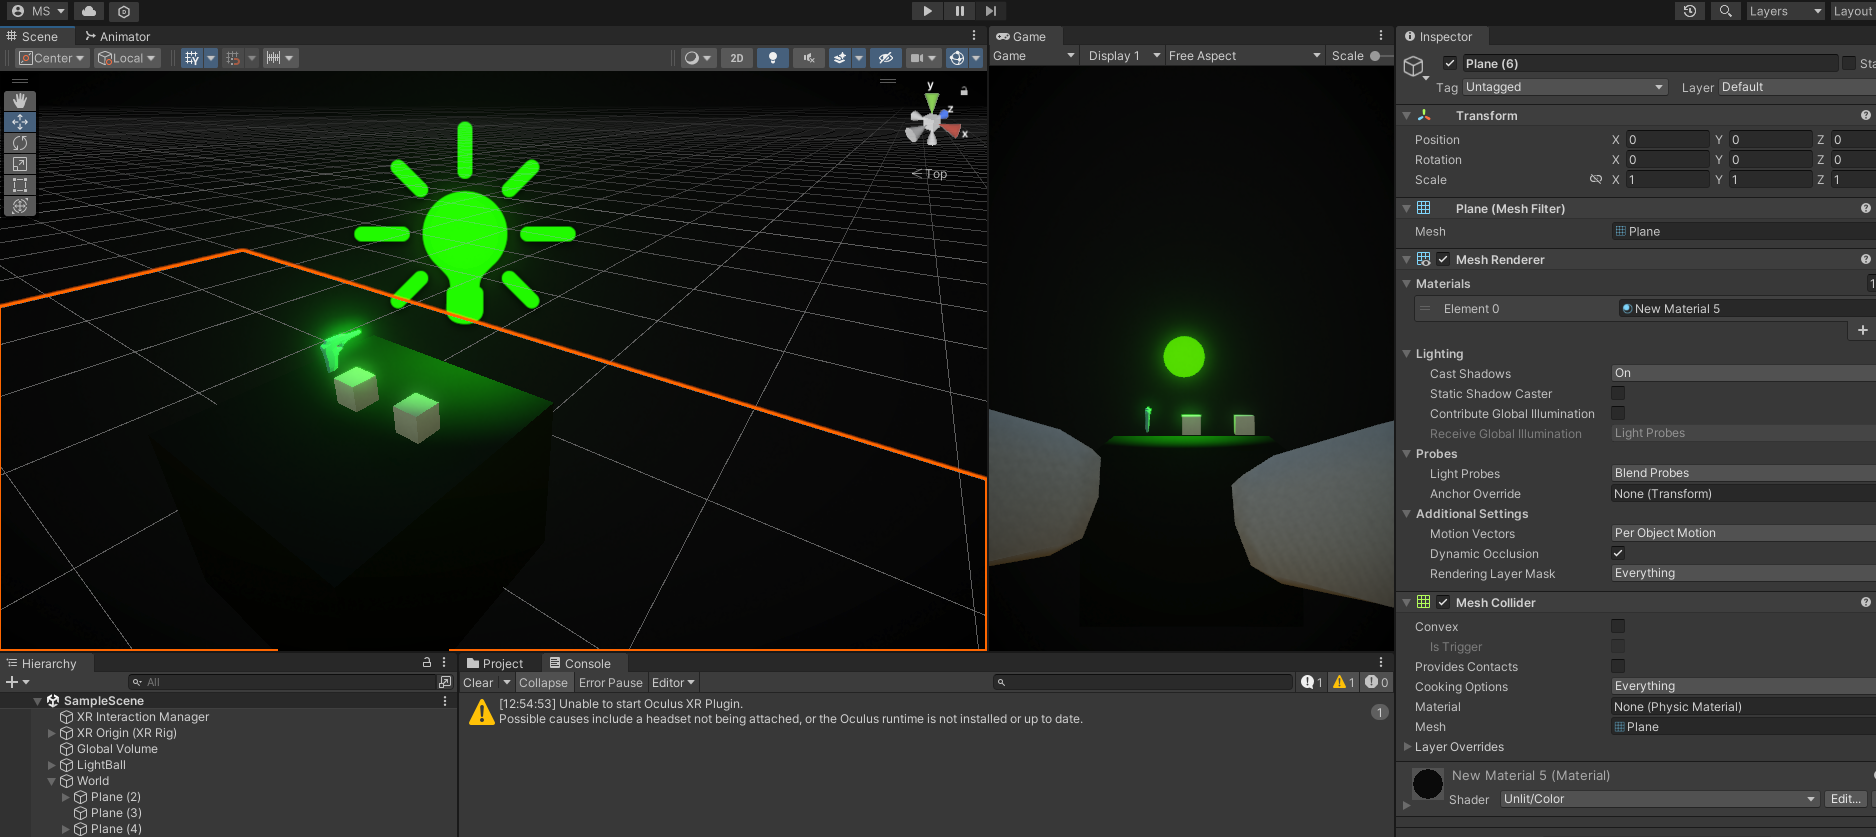 MS
Layers
Layout
Scene
Animator
Center
Local
2D
y
z
x
Top
Game
Game
Display 1
Free Aspect
Scale
Inspector
Plane (6)
Tag
Untagged
Layer
Default
Transform
Position X 0 Y 0 Z 0
Rotation X 0 Y 0 Z 0
Scale X 1 Y 1 Z 1
Plane (Mesh Filter)
Mesh
Plane
Mesh Renderer
Materials
1
Element 0
New Material 5
Lighting
Cast Shadows
On
Static Shadow Caster
Contribute Global Illumination
Receive Global Illumination
Light Probes
Probes
Light Probes
Blend Probes
Anchor Override
None (Transform)
Additional Settings
Motion Vectors
Per Object Motion
Dynamic Occlusion
Rendering Layer Mask
Everything
Mesh Collider
Convex
Is Trigger
Provides Contacts
Cooking Options
Everything
Material
None (Physic Material)
Mesh
Plane
Layer Overrides
New Material 5 (Material)
Shader
Unlit/Color
Edit...
Hierarchy
All
SampleScene
XR Interaction Manager
XR Origin (XR Rig)
Global Volume
LightBall
World
Plane (2)
Plane (3)
Plane (4)
Project
Console
Clear
Collapse
Error Pause
Editor
1
1
0
[12:54:53] Unable to start Oculus XR Plugin.
Possible causes include a headset not being attached, or the Oculus runtime is not installed or up to date.
1